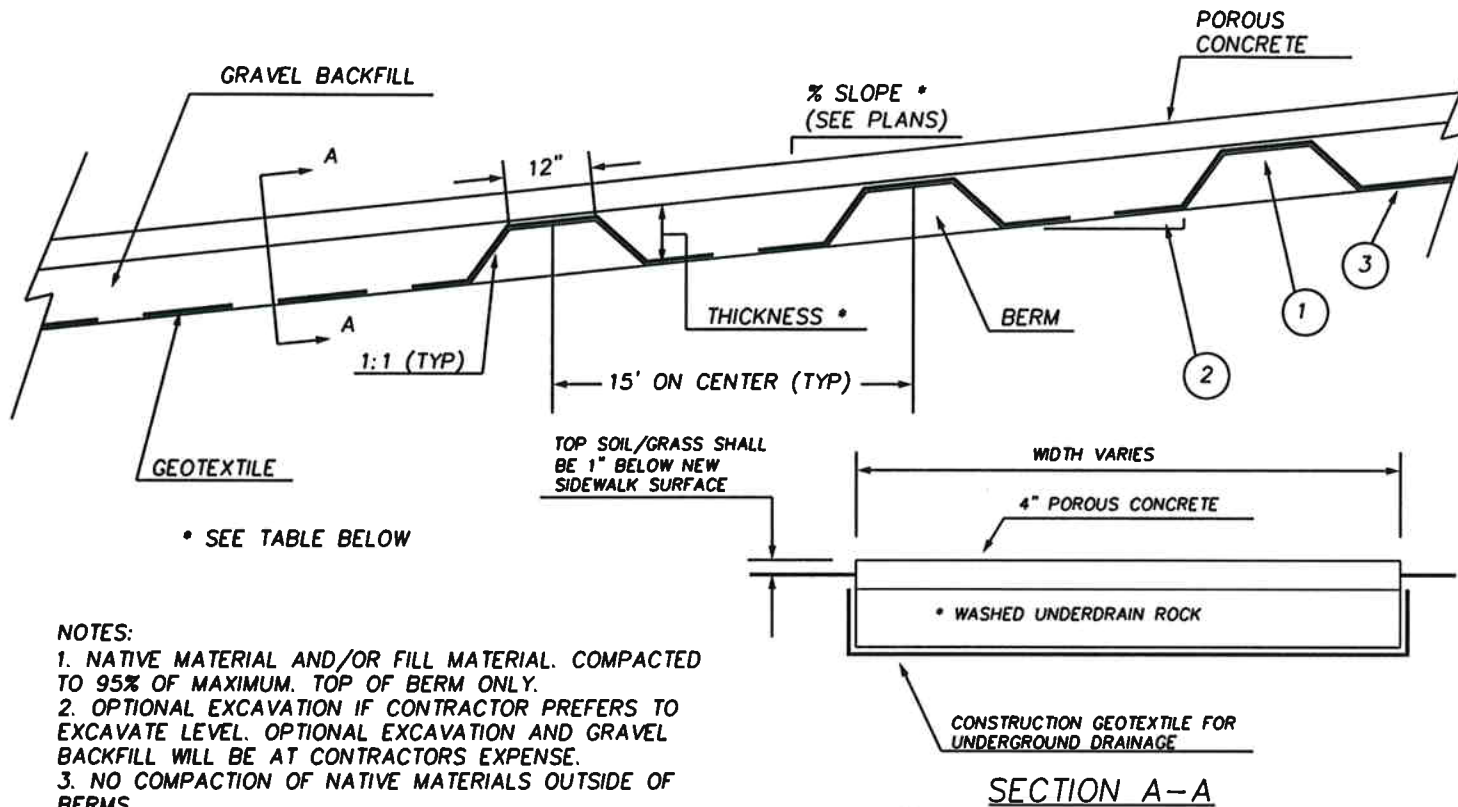 POROUS
CONCRETE
GRAVEL BACKFILL
% SLOPE *
(SEE PLANS)
A
12"
A
THICKNESS *
BERM
1
3
2
1:1 (TYP)
15' ON CENTER (TYP)
GEOTEXTILE
TOP SOIL/GRASS SHALL
BE 1" BELOW NEW
SIDEWALK SURFACE
WIDTH VARIES
4" POROUS CONCRETE
* SEE TABLE BELOW
* WASHED UNDERDRAIN ROCK
NOTES:
1. NATIVE MATERIAL AND/OR FILL MATERIAL. COMPACTED
TO 95% OF MAXIMUM. TOP OF BERM ONLY.
2. OPTIONAL EXCAVATION IF CONTRACTOR PREFERS TO
EXCAVATE LEVEL. OPTIONAL EXCAVATION AND GRAVEL
BACKFILL WILL BE AT CONTRACTORS EXPENSE.
3. NO COMPACTION OF NATIVE MATERIALS OUTSIDE OF
BERMS
CONSTRUCTION GEOTEXTILE FOR
UNDERGROUND DRAINAGE
SECTION A-A